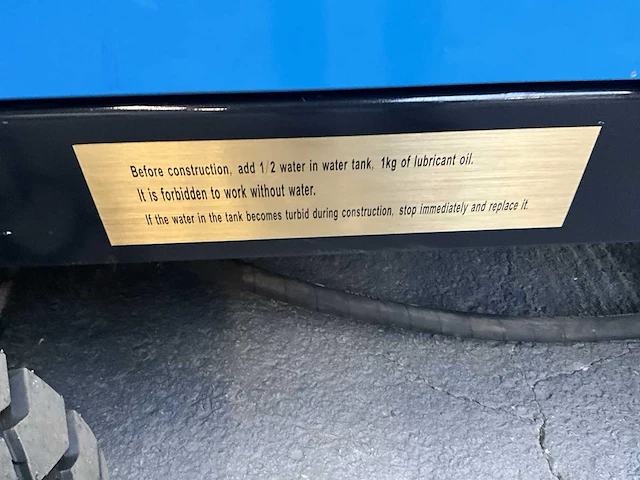 Before construction, add 1/2 water in water tank, 1kg of lubricant oil.
It is forbidden to work without water.
If the water in the tank becomes turbid during construction, stop immediately and replace it.